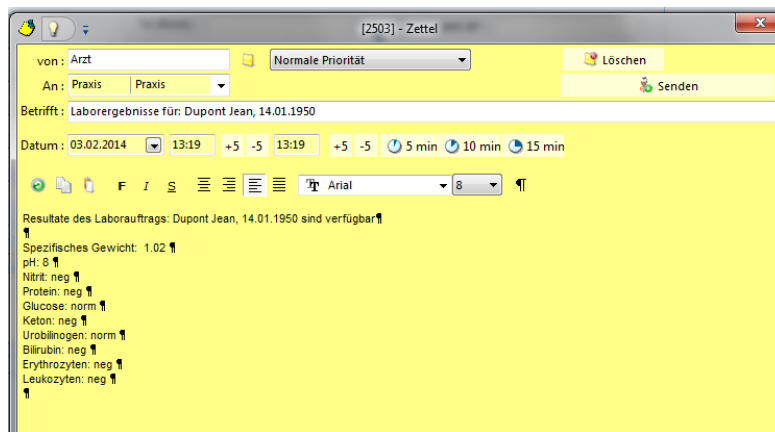 [2503] - Zettel
von : Arzt Normale Priorität Löschen
An : Praxis Praxis Senden
Betrifft : Laborergebnisse für: Dupont Jean, 14.01.1950
Datum : 03.02.2014 13:19 +5 -5 13:19 +5 -5 5 min 10 min 15 min
F I S Arial 8 ¶
Resultate des Laborauftrags: Dupont Jean, 14.01.1950 sind verfügbar¶
¶
Spezifisches Gewicht: 1.02 ¶
pH: 8 ¶
Nitrit: neg ¶
Protein: neg ¶
Glucose: norm ¶
Keton: neg ¶
Urobilinogen: norm ¶
Bilirubin: neg ¶
Erythrozyten: neg ¶
Leukozyten: neg ¶
¶